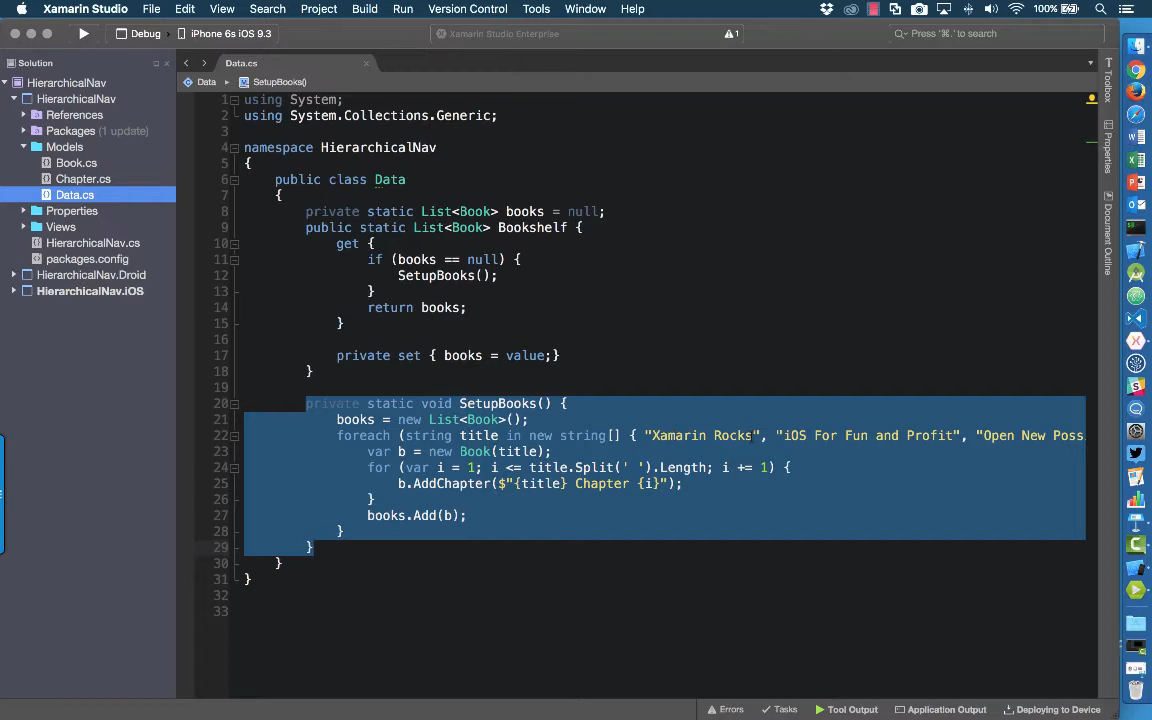 Xamarin Studio File Edit View Search Project Build Run Version Control Tools Window Help 100%
Debug iPhone 6s iOS 9.3 Xamarin Studio Enterprise 1 Press '⌘.' to search
Solution
HierarchicalNav
HierarchicalNav
References
Packages (1 update)
Models
Book.cs
Chapter.cs
Data.cs
Properties
Views
HierarchicalNav.cs
packages.config
HierarchicalNav.Droid
HierarchicalNav.iOS
Data.cs
Data SetupBooks()
1 using System;
2 using System.Collections.Generic;
3
4 namespace HierarchicalNav
5 {
6 public class Data
7 {
8 private static List<Book> books = null;
9 public static List<Book> Bookshelf {
10 get {
11 if (books == null) {
12 SetupBooks();
13 }
14 return books;
15 }
16
17 private set { books = value;}
18 }
19
20 private static void SetupBooks() {
21 books = new List<Book>();
22 foreach (string title in new string[] { "Xamarin Rocks", "iOS For Fun and Profit", "Open New Poss
23 var b = new Book(title);
24 for (var i = 1; i <= title.Split(' ').Length; i += 1) {
25 b.AddChapter($"{title} Chapter {i}");
26 }
27 books.Add(b);
28 }
29 }
30 }
31 }
32
33
Toolbox
Properties
Document Outline
Errors Tasks Tool Output Application Output Deploying to Device